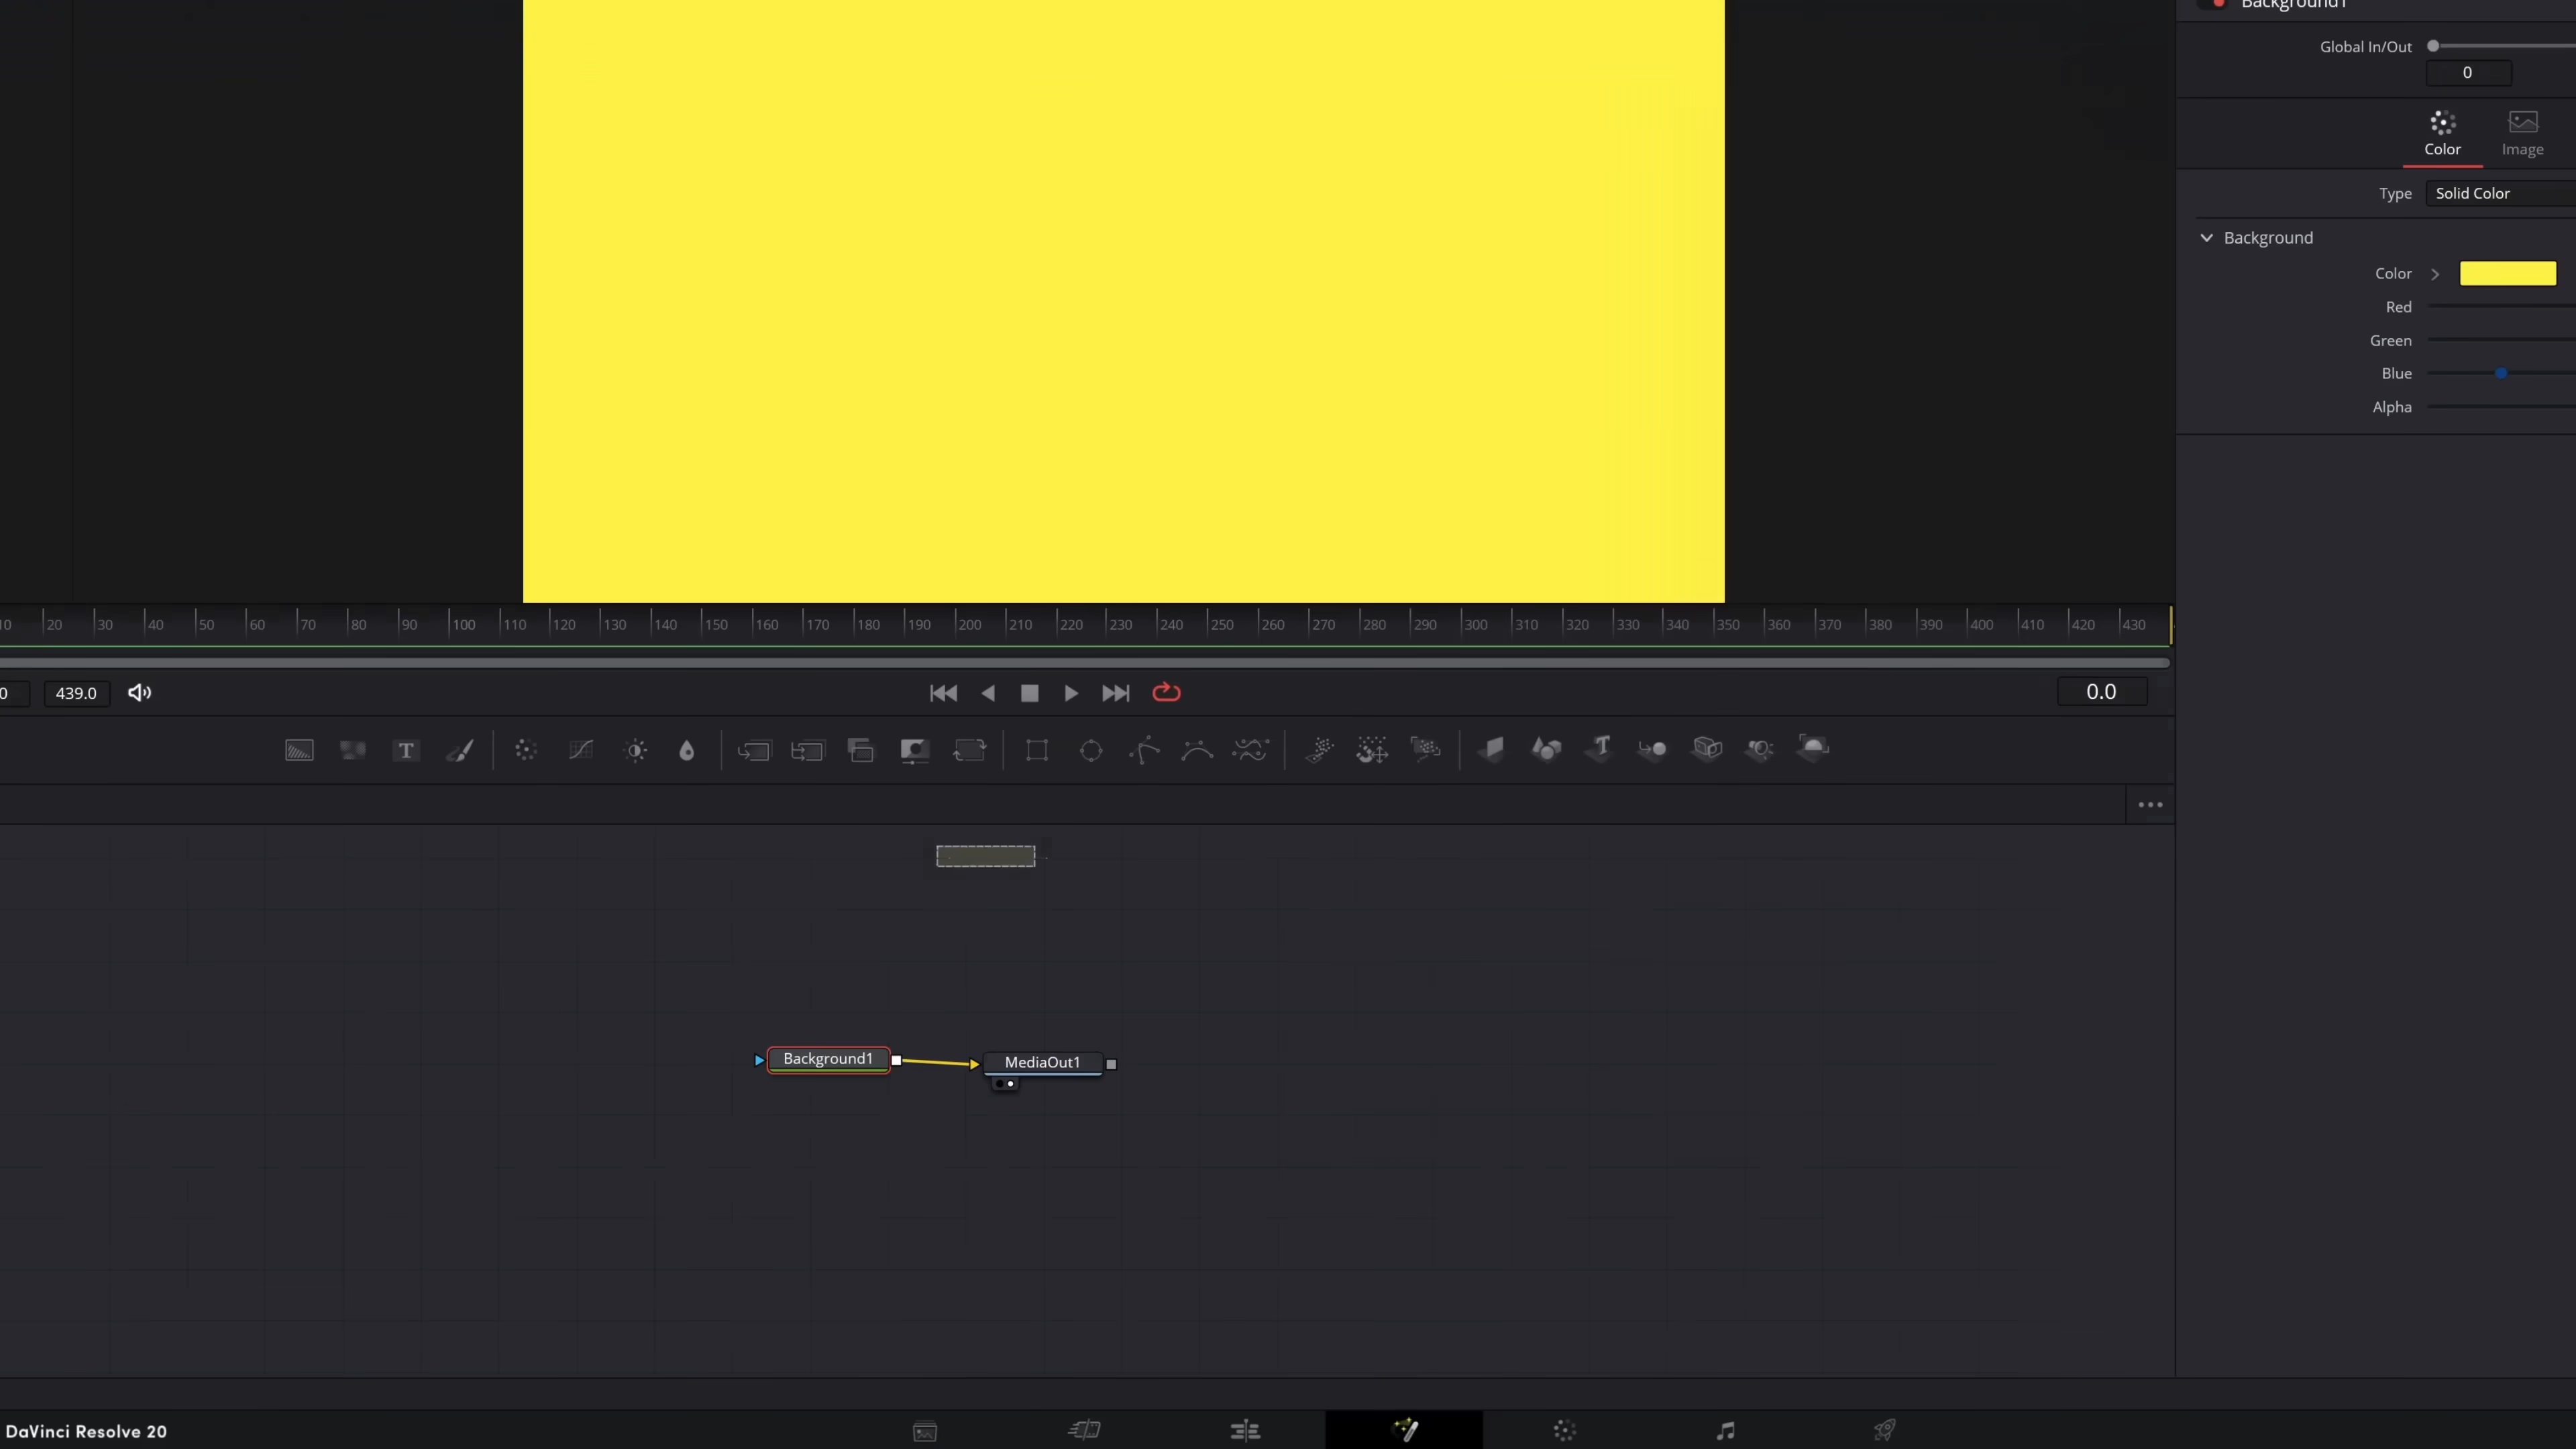 Background1
Global In/Out
0
Color Image
Type Solid Color
Background
Color
Red
Green
Blue
Alpha
10 20 30 40 50 60 70 80 90 100 110 120 130 140 150 160 170 180 190 200 210 220 230 240 250 260 270 280 290 300 310 320 330 340 350 360 370 380 390 400 410 420 430
0 439.0 0.0
T
Background1 MediaOut1
DaVinci Resolve 20